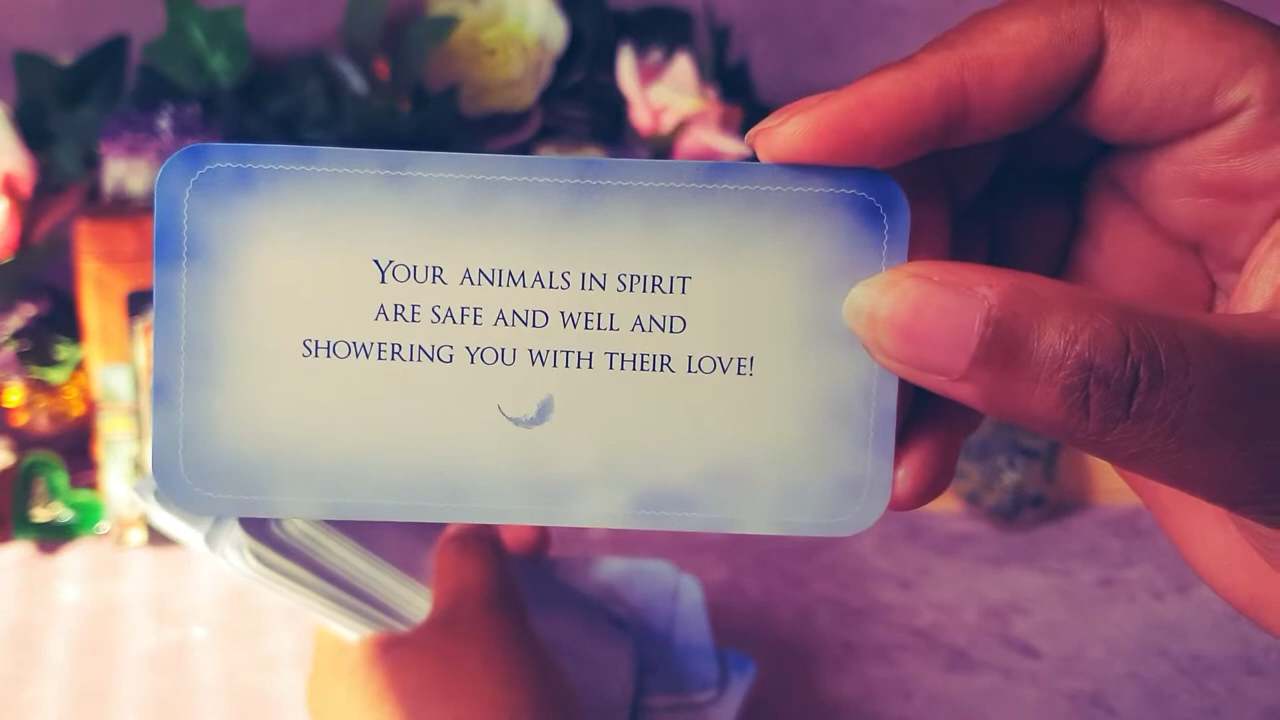 Your animals in spirit
are safe and well and
showering you with their love!